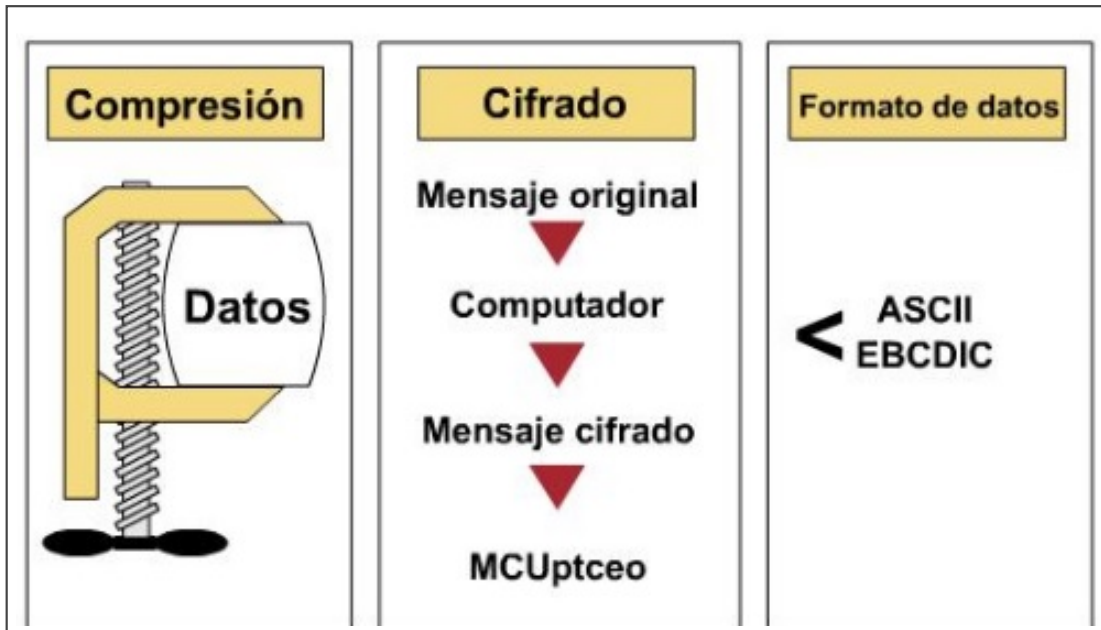 Compresión
Datos
Cifrado
Mensaje original
Computador
Mensaje cifrado
MCUptceo
Formato de datos
< ASCII
EBCDIC